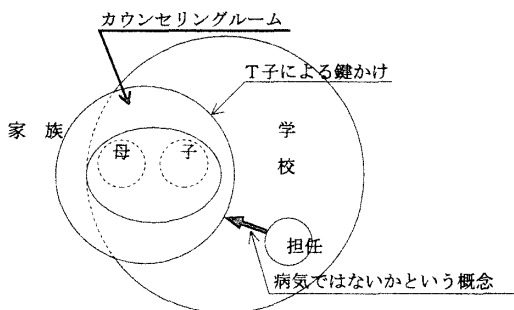 カウンセリングルーム
T子による鍵かけ
家 族
学
校
母
子
担任
病気ではないかという概念